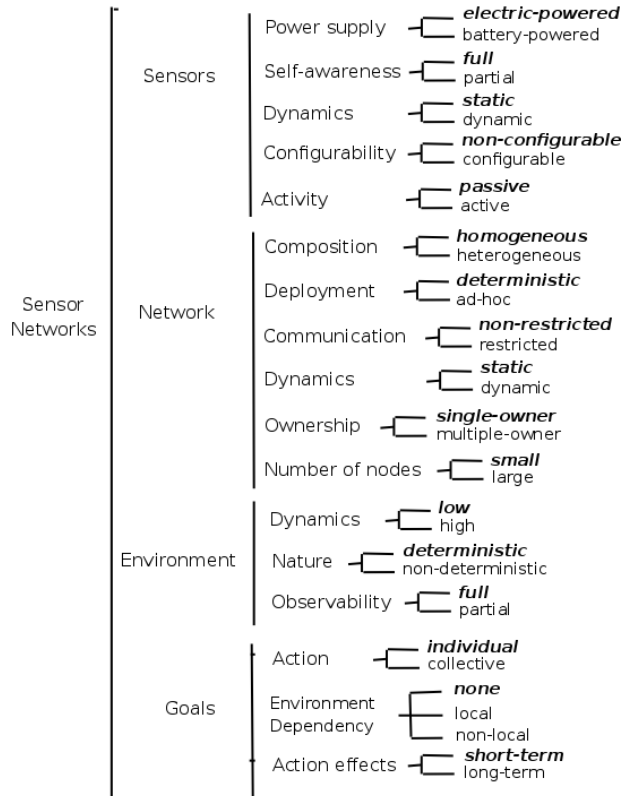 Sensor
Networks
Sensors
Power supply
electric-powered
battery-powered
Self-awareness
full
partial
Dynamics
static
dynamic
Configurability
non-configurable
configurable
Activity
passive
active
Network
Composition
homogeneous
heterogeneous
Deployment
deterministic
ad-hoc
Communication
non-restricted
restricted
Dynamics
static
dynamic
Ownership
single-owner
multiple-owner
Number of nodes
small
large
Environment
Dynamics
low
high
Nature
deterministic
non-deterministic
Observability
full
partial
Goals
Action
individual
collective
Environment
Dependency
none
local
non-local
Action effects
short-term
long-term